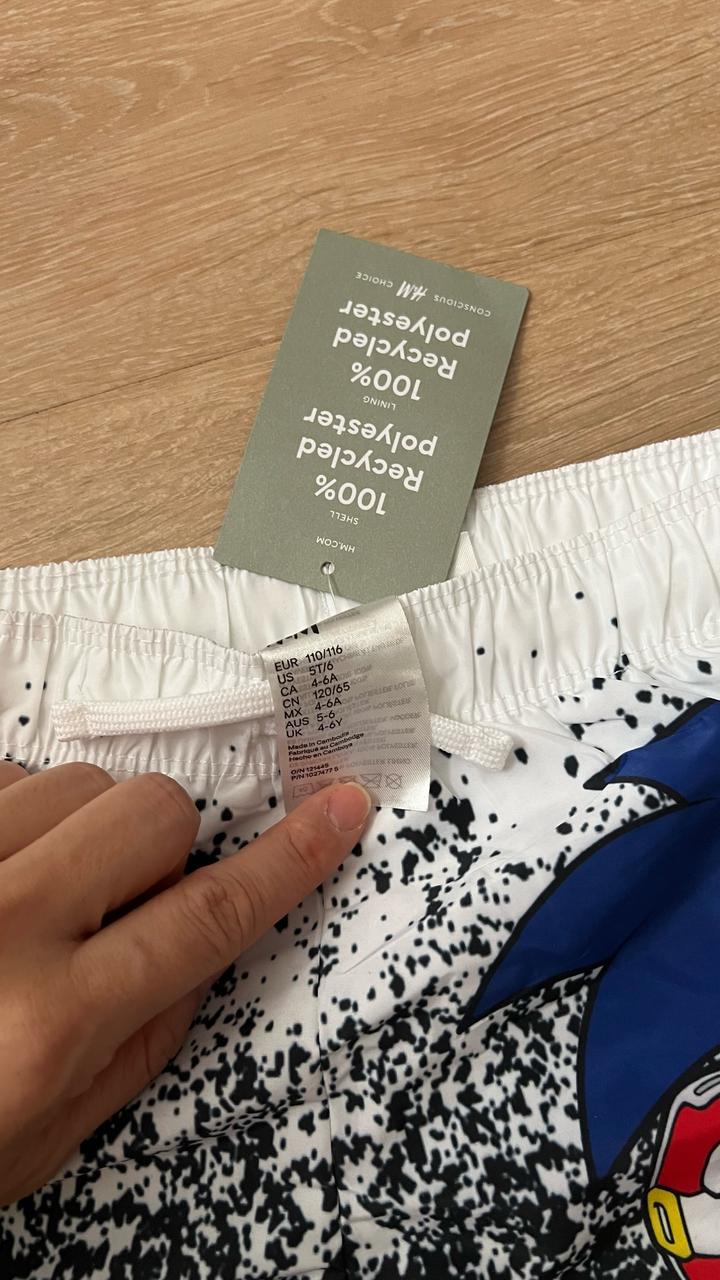 HM.COM
SHELL
100%
Recycled
polyester
LINING
100%
Recycled
polyester
CONSCIOUS H&M CHOICE
EUR 110/116
US 5T/6
CA 4-6A
CN 120/65
MX 4-6A
AUS 5-6
UK 4-6Y
Made in Cambodia
Fabriqué au Cambodge
Hecho en Camboya
O/N 121445
P/N 1027477 S